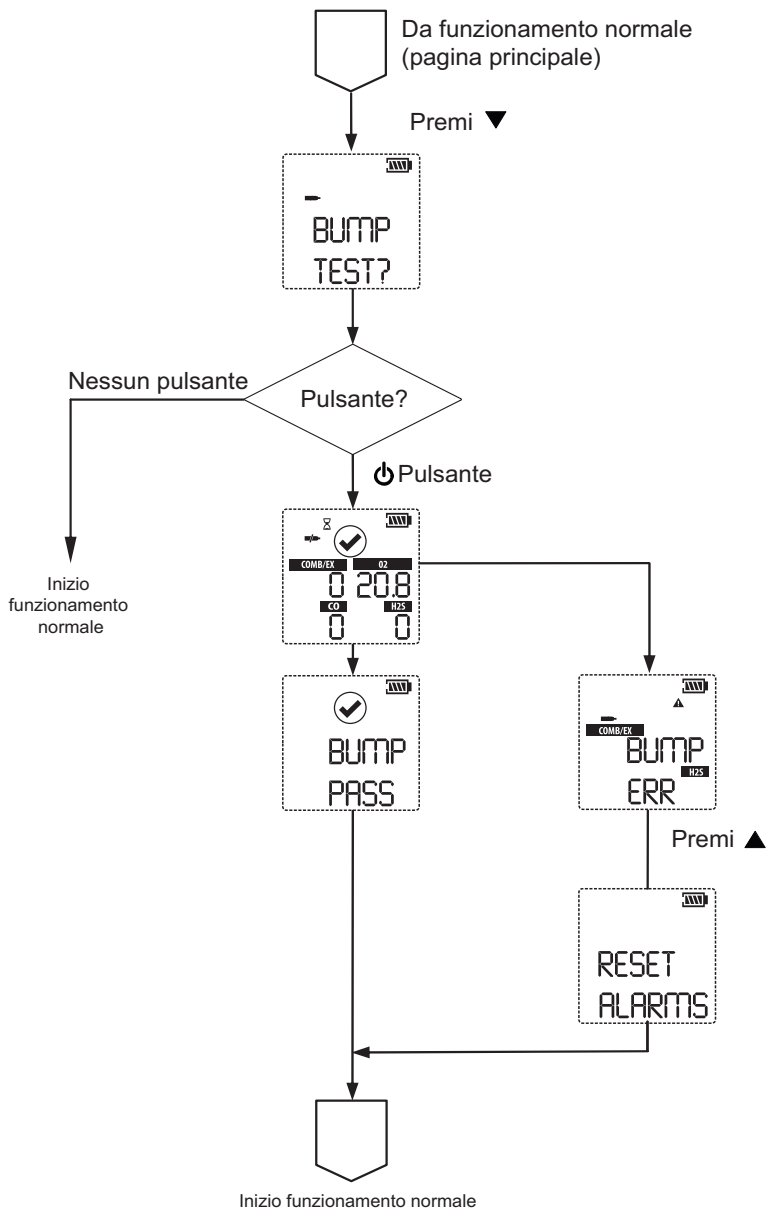 Da funzionamento normale
(pagina principale)
Premi ▼
BUMP
TEST?
Nessun pulsante
Pulsante?
Pulsante
Inizio
funzionamento
normale
COMB/EX O2
0 20.8
CO H2S
0 0
BUMP
PASS
COMB/EX
BUMP
H2S
ERR
Premi ▲
RESET
ALARMS
Inizio funzionamento normale